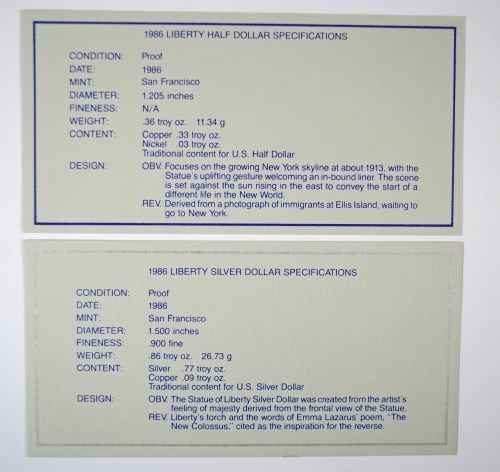 1986 LIBERTY HALF DOLLAR SPECIFICATIONS
CONDITION: Proof
DATE: 1986
MINT: San Francisco
DIAMETER: 1.205 inches
FINENESS: N/A
WEIGHT: .36 troy oz. 11.34 g
CONTENT: Copper .33 troy oz.
Nickel .03 troy oz.
Traditional content for U.S. Half Dollar
DESIGN: OBV. Focuses on the growing New York skyline at about 1913, with the
Statue's uplifting gesture welcoming an in-bound liner. The scene
is set against the sun rising in the east to convey the start of a
different life in the New World.
REV. Derived from a photograph of immigrants at Ellis Island, waiting to
go to New York.
1986 LIBERTY SILVER DOLLAR SPECIFICATIONS
CONDITION: Proof
DATE: 1986
MINT: San Francisco
DIAMETER: 1.500 inches
FINENESS: .900 fine
WEIGHT: .86 troy oz. 26.73 g
CONTENT: Silver .77 troy oz.
Copper .09 troy oz.
Traditional content for U.S. Silver Dollar
DESIGN: OBV. The Statue of Liberty Silver Dollar was created from the artist's
feeling of majesty derived from the frontal view of the Statue.
REV. Liberty's torch and the words of Emma Lazarus' poem, "The
New Colossus," cited as the inspiration for the reverse.